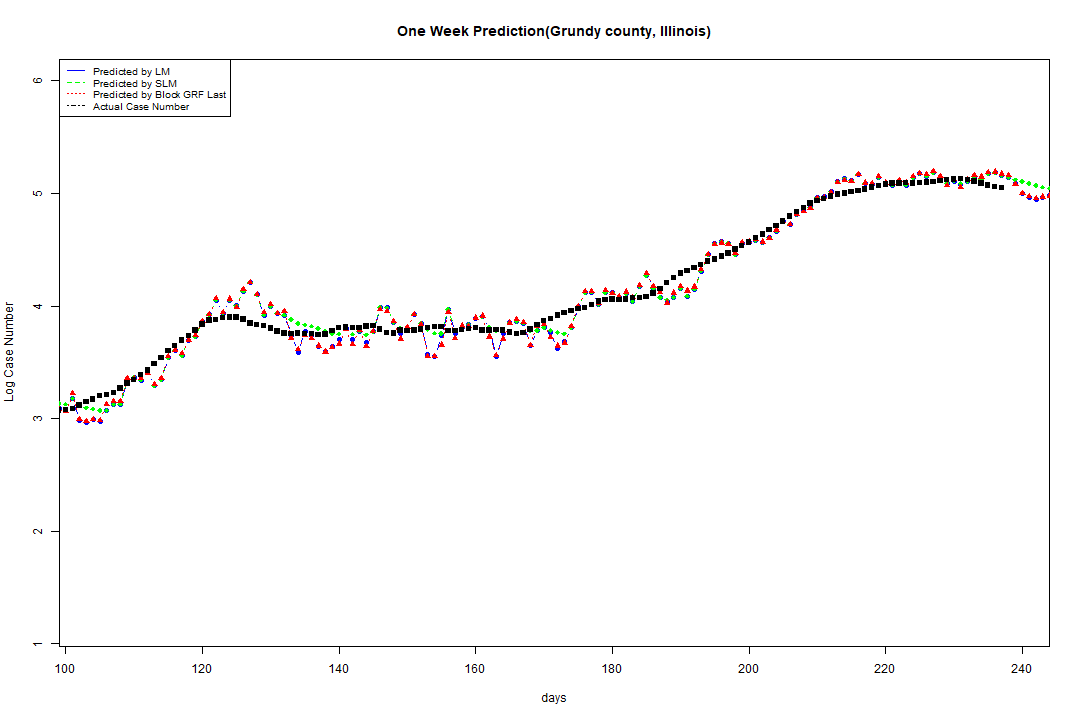 One Week Prediction(Grundy county, Illinois)
Predicted by LM
Predicted by SLM
Predicted by Block GRF Last
Actual Case Number
6
5
4
3
2
1
Log Case Number
100 120 140 160 180 200 220 240
days